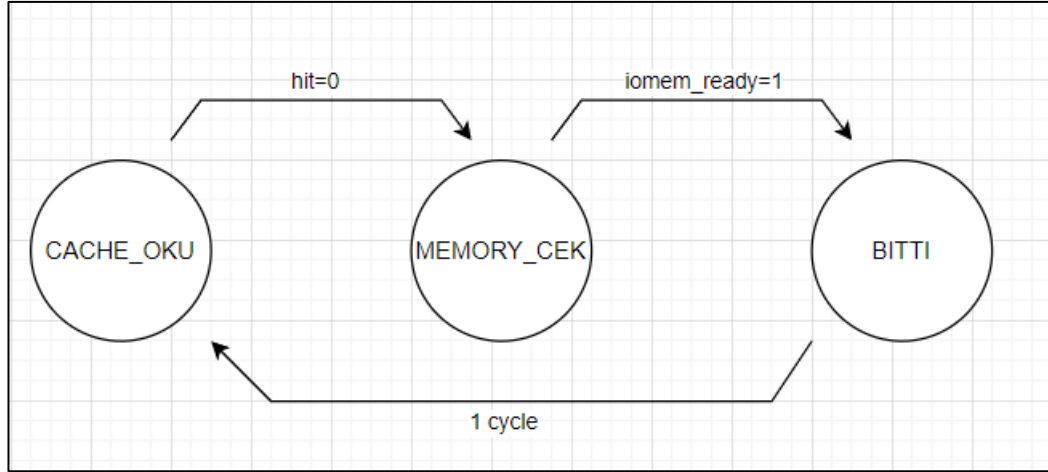 hit=0
iomem_ready=1
CACHE_OKU
MEMORY_CEK
BITTI
1 cycle